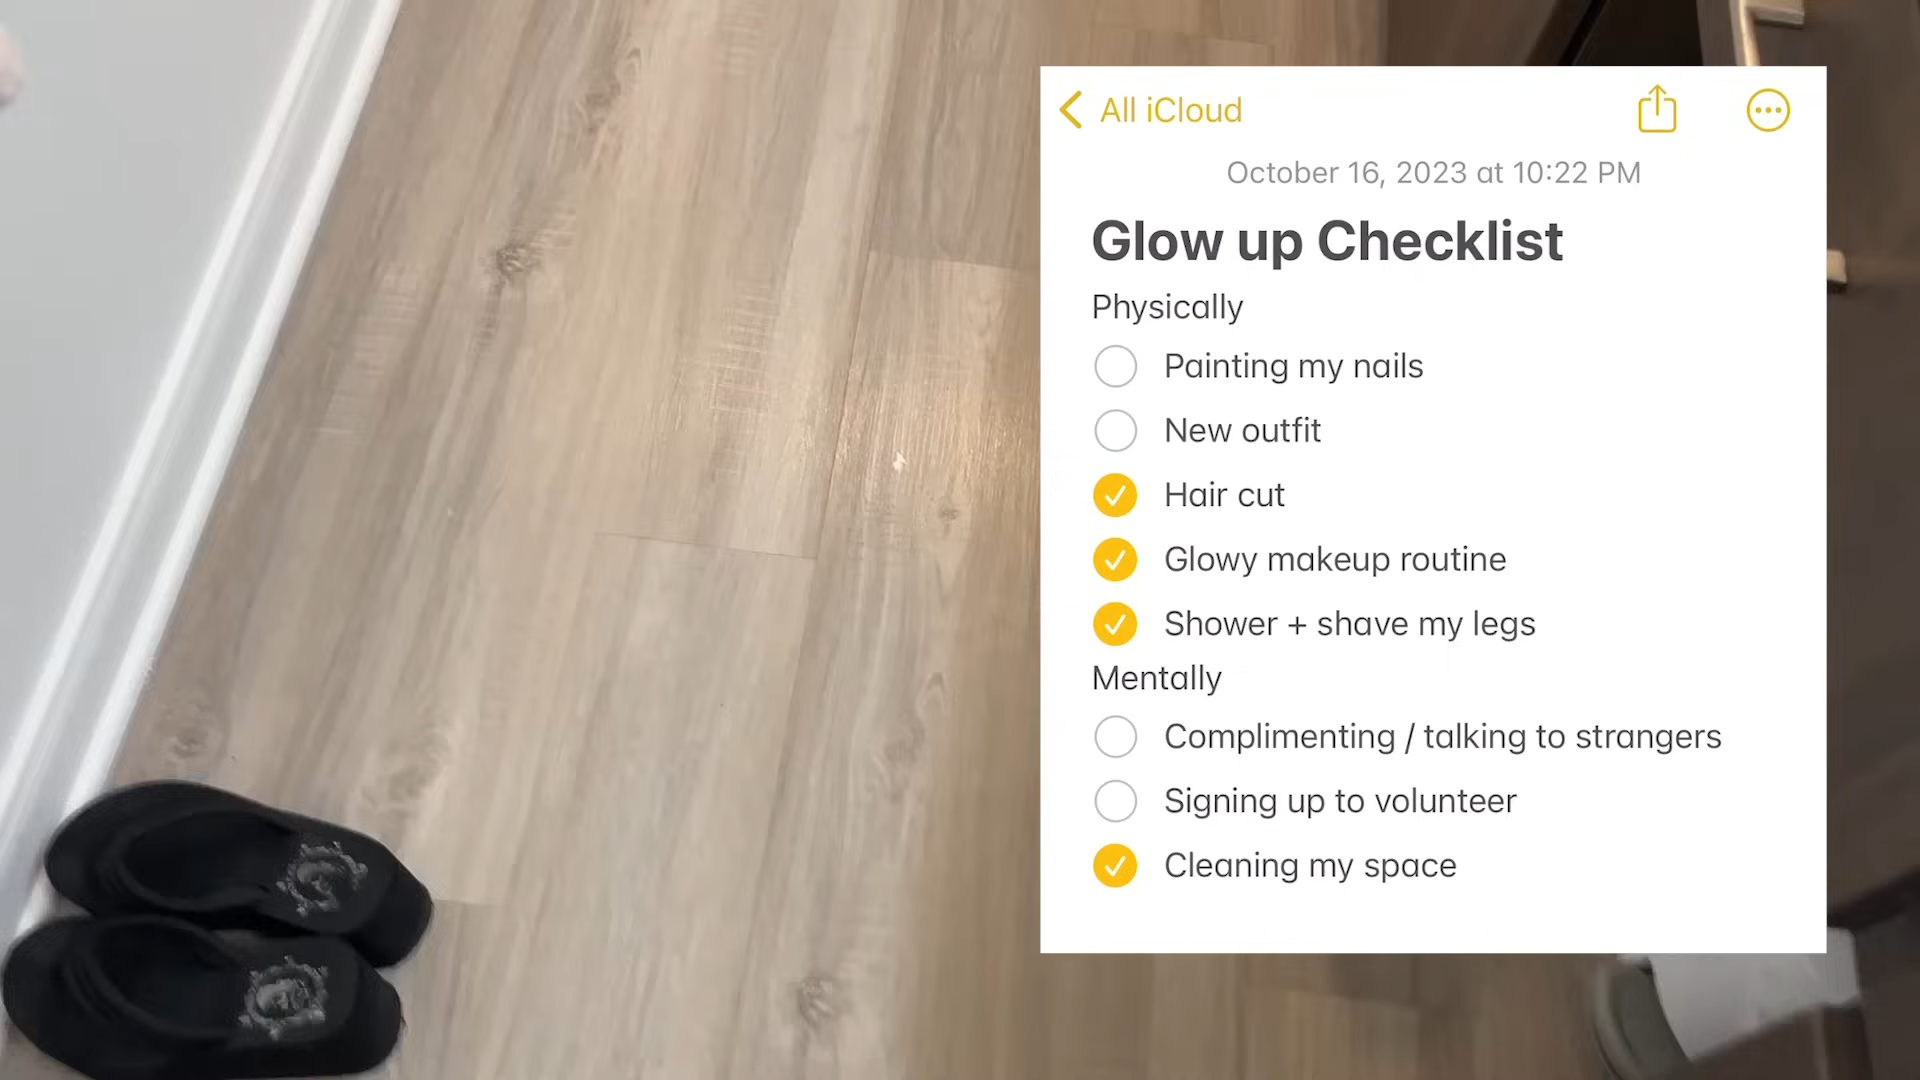 All iCloud
October 16, 2023 at 10:22 PM
Glow up Checklist
Physically
Painting my nails
New outfit
Hair cut
Glowy makeup routine
Shower + shave my legs
Mentally
Complimenting / talking to strangers
Signing up to volunteer
Cleaning my space